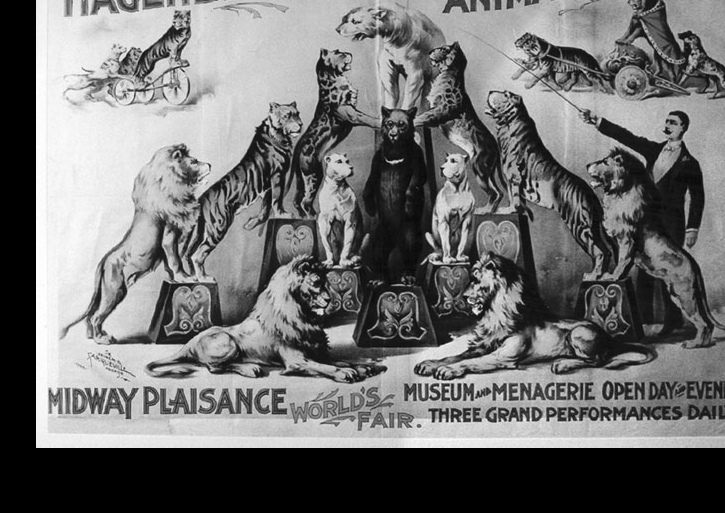 MIDWAY PLAISANCE WORLD'S FAIR.
MUSEUM AND MENAGERIE OPEN DAY
THREE GRAND PERFORMANCES